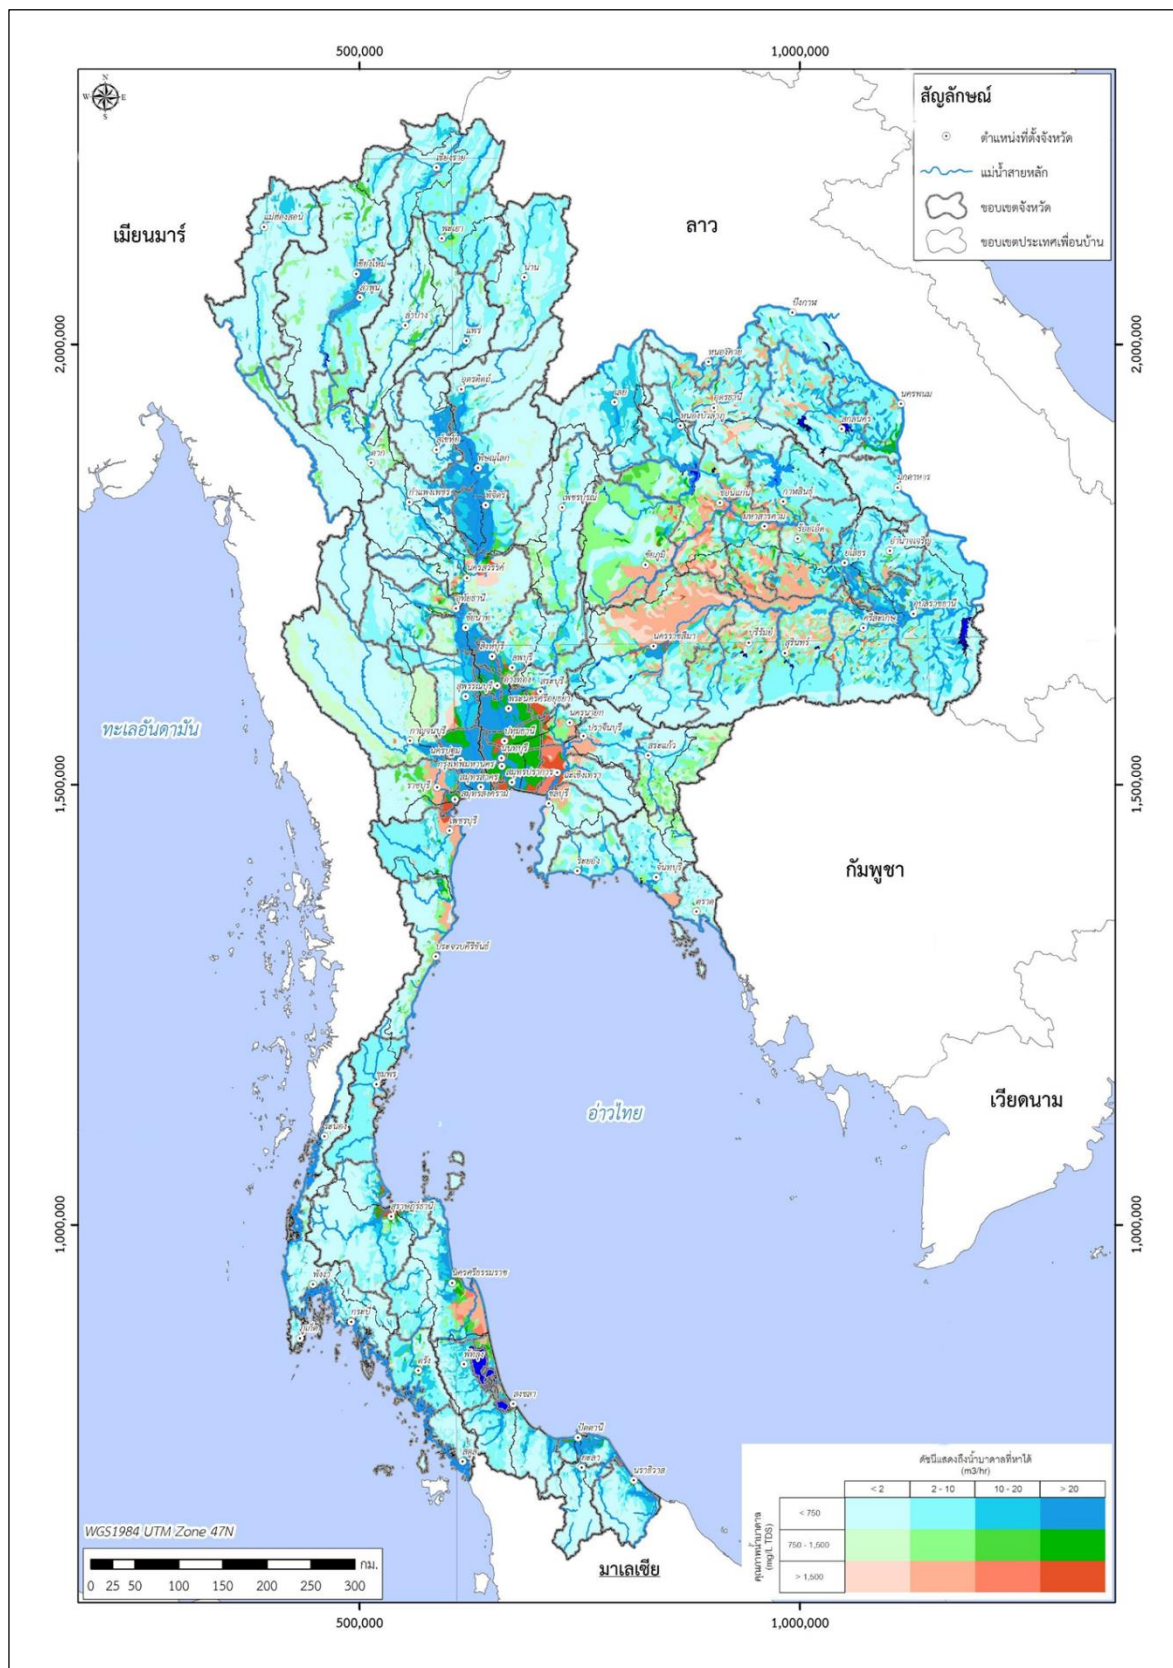 500,000
1,000,000
N
W
E
S
สัญลักษณ์
ตำแหน่งที่ตั้งจังหวัด
แม่น้ำสายหลัก
ขอบเขตจังหวัด
ขอบเขตประเทศเพื่อนบ้าน
เมียนมาร์
ลาว
เชียงราย
แม่ฮ่องสอน
พะเยา
เชียงใหม่
น่าน
ลำพูน
ลำปาง
แพร่
บึงกาฬ
2,000,000
2,000,000
หนองคาย
อุตรดิตถ์
เลย
อุดรธานี
นครพนม
หนองบัวลำภู
สกลนคร
สุโขทัย
ตาก
พิษณุโลก
มุกดาหาร
กำแพงเพชร
พิจิตร
เพชรบูรณ์
ขอนแก่น
กาฬสินธุ์
มหาสารคาม
ร้อยเอ็ด
อำนาจเจริญ
ชัยภูมิ
ยโสธร
นครสวรรค์
อุทัยธานี
อุบลราชธานี
ชัยนาท
ศรีสะเกษ
นครราชสีมา
บุรีรัมย์
สุรินทร์
สิงห์บุรี
ลพบุรี
อ่างทอง
สระบุรี
สุพรรณบุรี
พระนครศรีอยุธยา
นครนายก
ปราจีนบุรี
ทะเลอันดามัน
กาญจนบุรี
ปทุมธานี
นครปฐม
นนทบุรี
สระแก้ว
กรุงเทพมหานคร
ฉะเชิงเทรา
สมุทรสาคร
สมุทรปราการ
ราชบุรี
1,500,000
1,500,000
สมุทรสงคราม
ชลบุรี
เพชรบุรี
ระยอง
จันทบุรี
กัมพูชา
ตราด
ประจวบคีรีขันธ์
ชุมพร
เวียดนาม
อ่าวไทย
ระนอง
1,000,000
1,000,000
สุราษฎร์ธานี
พังงา
นครศรีธรรมราช
กระบี่
ภูเก็ต
ตรัง
พัทลุง
สงขลา
ปัตตานี
สตูล
ยะลา
นราธิวาส
มาเลเซีย
WGS1984 UTM Zone 47N
กม.
0 25 50 100 150 200 250 300
ดัชนีแสดงถึงน้ำบาดาลที่หาได้
(m3/hr)
< 2 2 - 10 10 - 20 > 20
คุณภาพน้ำบาดาล
(mg/L TDS)
< 750
750 - 1,500
> 1,500
500,000
1,000,000